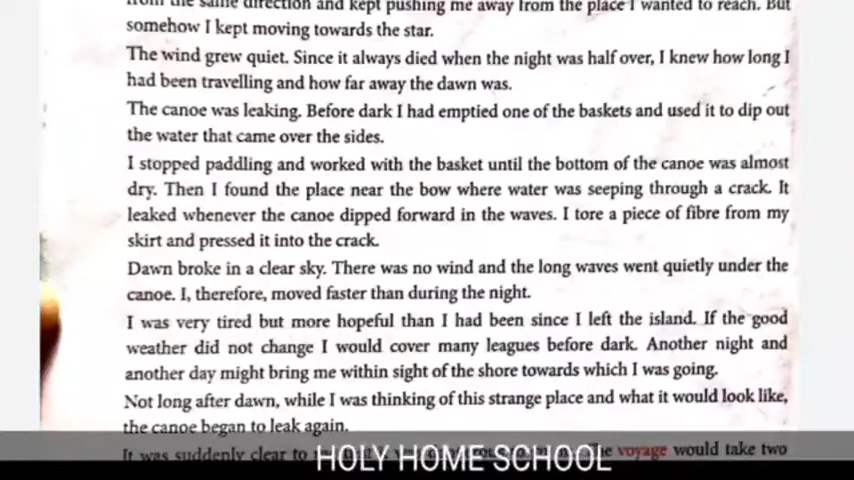 from the same direction and kept pushing me away from the place I wanted to reach. But
somehow I kept moving towards the star.
The wind grew quiet. Since it always died when the night was half over, I knew how long I
had been travelling and how far away the dawn was.
The canoe was leaking. Before dark I had emptied one of the baskets and used it to dip out
the water that came over the sides.
I stopped paddling and worked with the basket until the bottom of the canoe was almost
dry. Then I found the place near the bow where water was seeping through a crack. It
leaked whenever the canoe dipped forward in the waves. I tore a piece of fibre from my
skirt and pressed it into the crack.
Dawn broke in a clear sky. There was no wind and the long waves went quietly under the
canoe. I, therefore, moved faster than during the night.
I was very tired but more hopeful than I had been since I left the island. If the good
weather did not change I would cover many leagues before dark. Another night and
another day might bring me within sight of the shore towards which I was going.
Not long after dawn, while I was thinking of this strange place and what it would look like,
the canoe began to leak again.
It was suddenly clear to voyage would take two
HOLY HOME SCHOOL